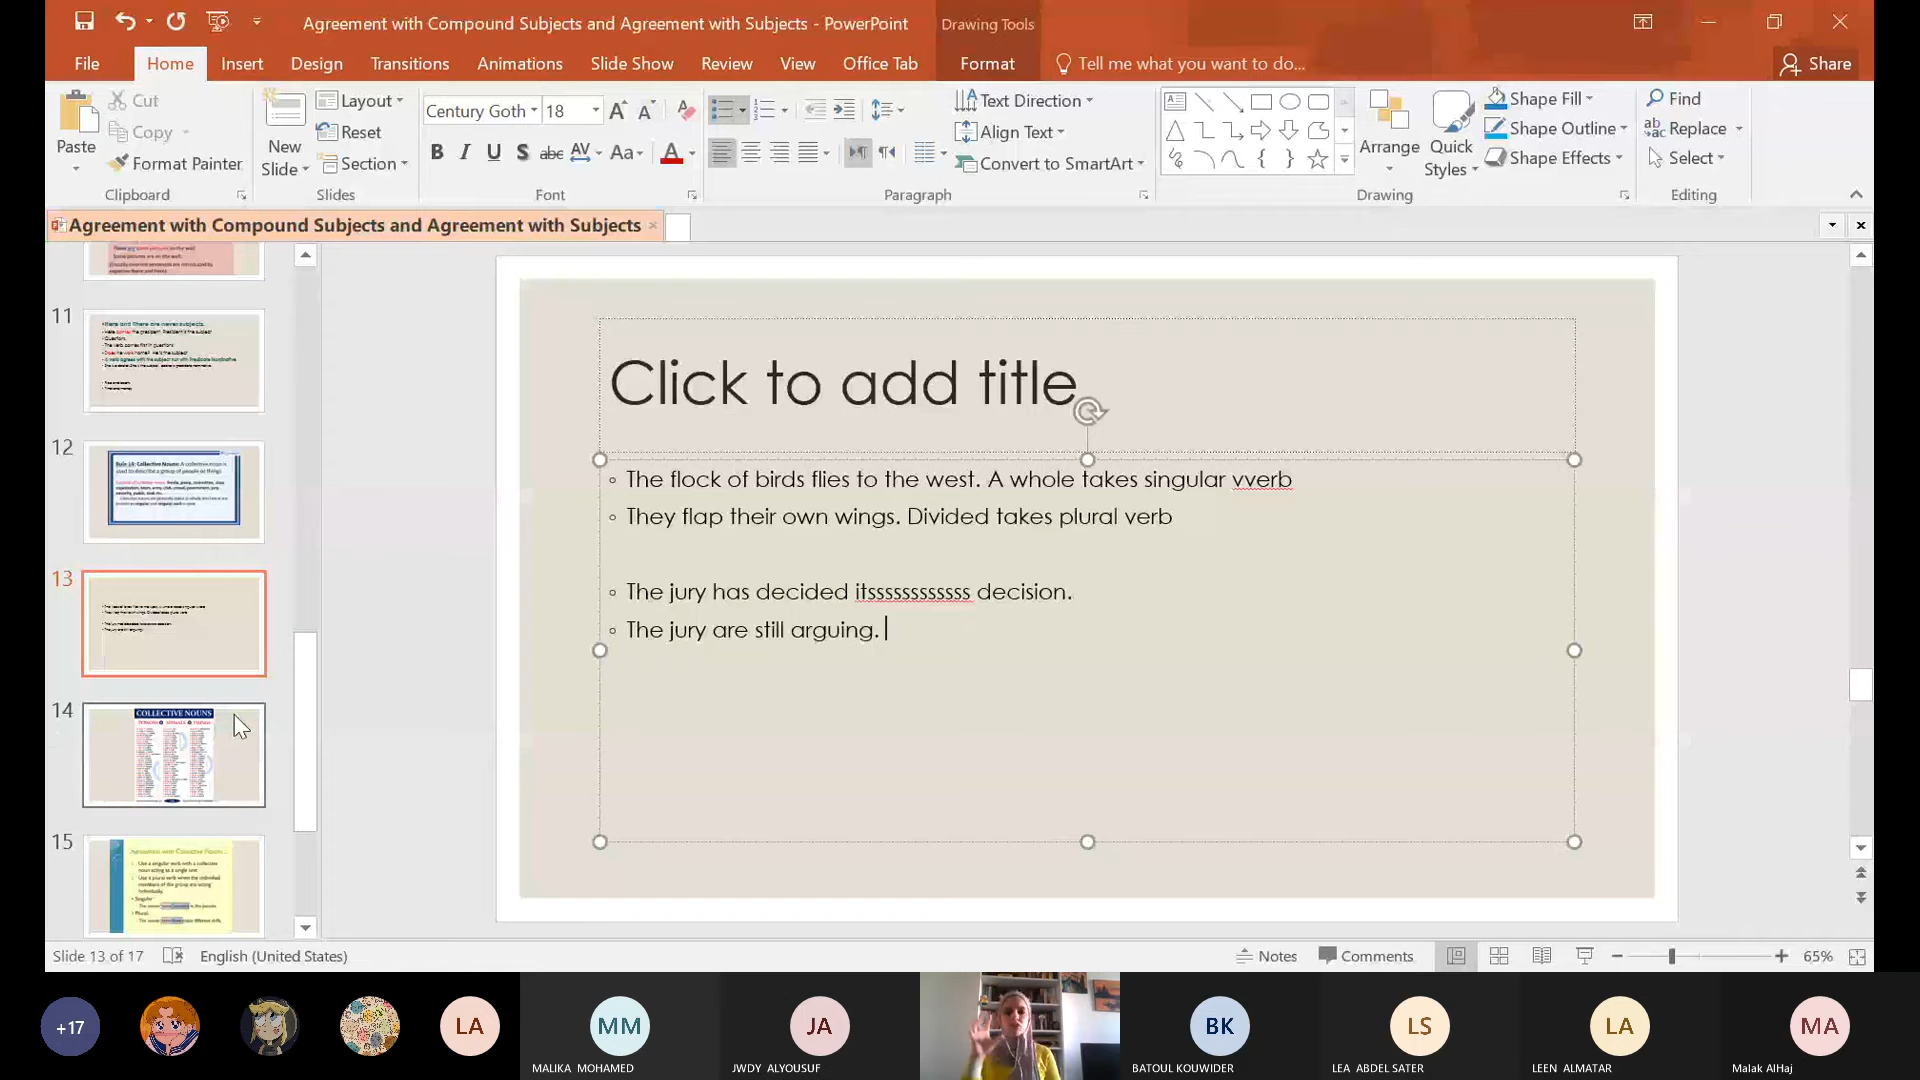 Agreement with Compound Subjects and Agreement with Subjects - PowerPoint
Drawing Tools
File Home Insert Design Transitions Animations Slide Show Review View Office Tab Format Tell me what you want to do... Share
Paste
Cut
Copy
Format Painter
Clipboard
New Slide
Layout
Reset
Section
Slides
Century Goth 18
Font
Paragraph
Text Direction
Align Text
Convert to SmartArt
Arrange
Quick Styles
Shape Fill
Shape Outline
Shape Effects
Drawing
Find
Replace
Select
Editing
Agreement with Compound Subjects and Agreement with Subjects
11
12
13
14
COLLECTIVE NOUNS
15
Click to add title
The flock of birds flies to the west. A whole takes singular vverb
They flap their own wings. Divided takes plural verb
The jury has decided itssssssssssss decision.
The jury are still arguing.
Slide 13 of 17 English (United States) Notes Comments 65%
+17
LA
MM
JA
BK
LS
LA
MA
MALIKA MOHAMED
JWDY ALYOUSUF
BATOUL KOUWIDER
LEA ABDEL SATER
LEEN ALMATAR
Malak AlHaj